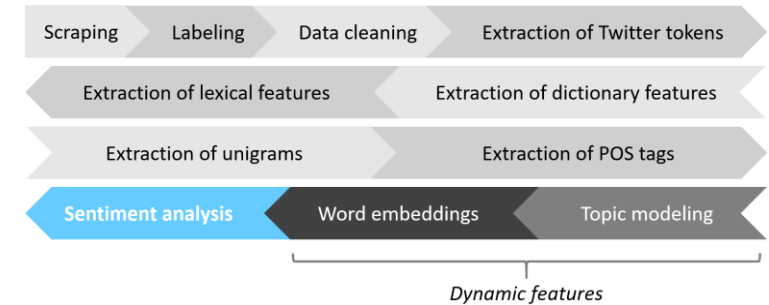 Scraping Labeling Data cleaning Extraction of Twitter tokens
Extraction of lexical features Extraction of dictionary features
Extraction of unigrams Extraction of POS tags
Sentiment analysis Word embeddings Topic modeling
Dynamic features